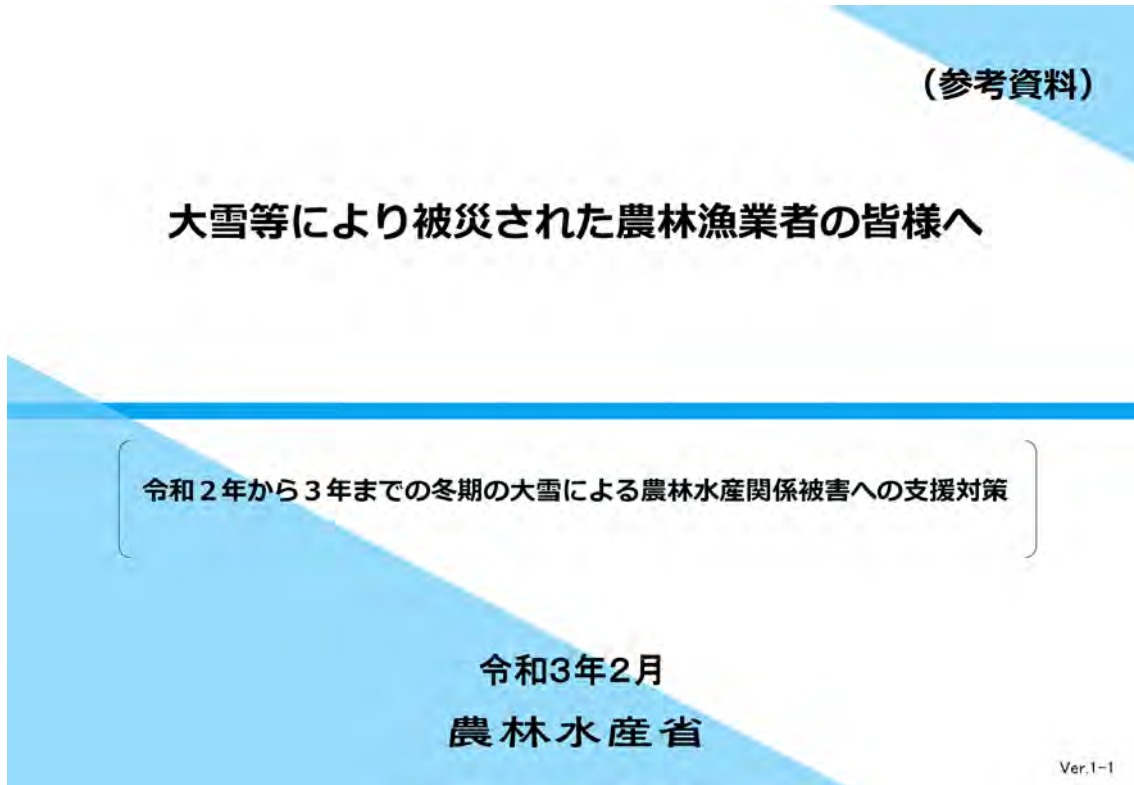 （参考資料）
大雪等により被災された農林漁業者の皆様へ
令和２年から３年までの冬期の大雪による農林水産関係被害への支援対策
令和3年2月
農林水産省
Ver.1-1